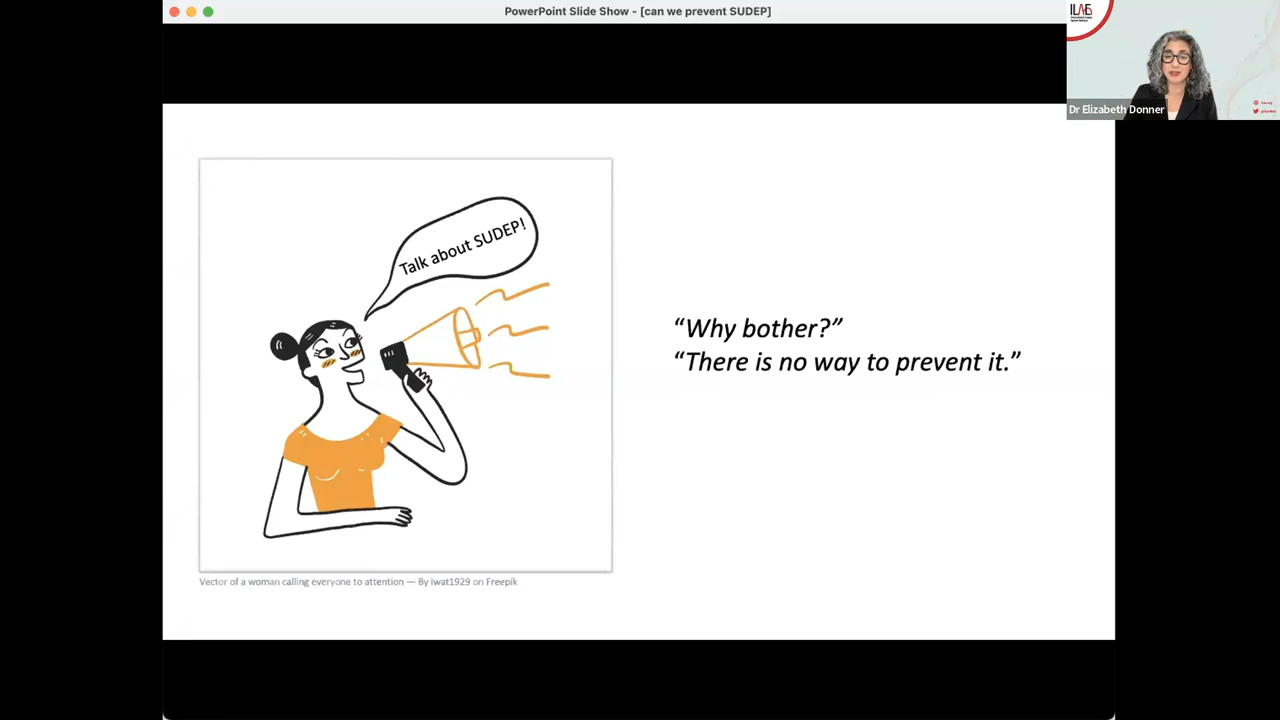 PowerPoint Slide Show - [can we prevent SUDEP]
ILAE
Dr Elizabeth Donner
Talk about SUDEP!
“Why bother?”
“There is no way to prevent it.”
Vector of a woman calling everyone to attention — By iwat1929 on Freepik